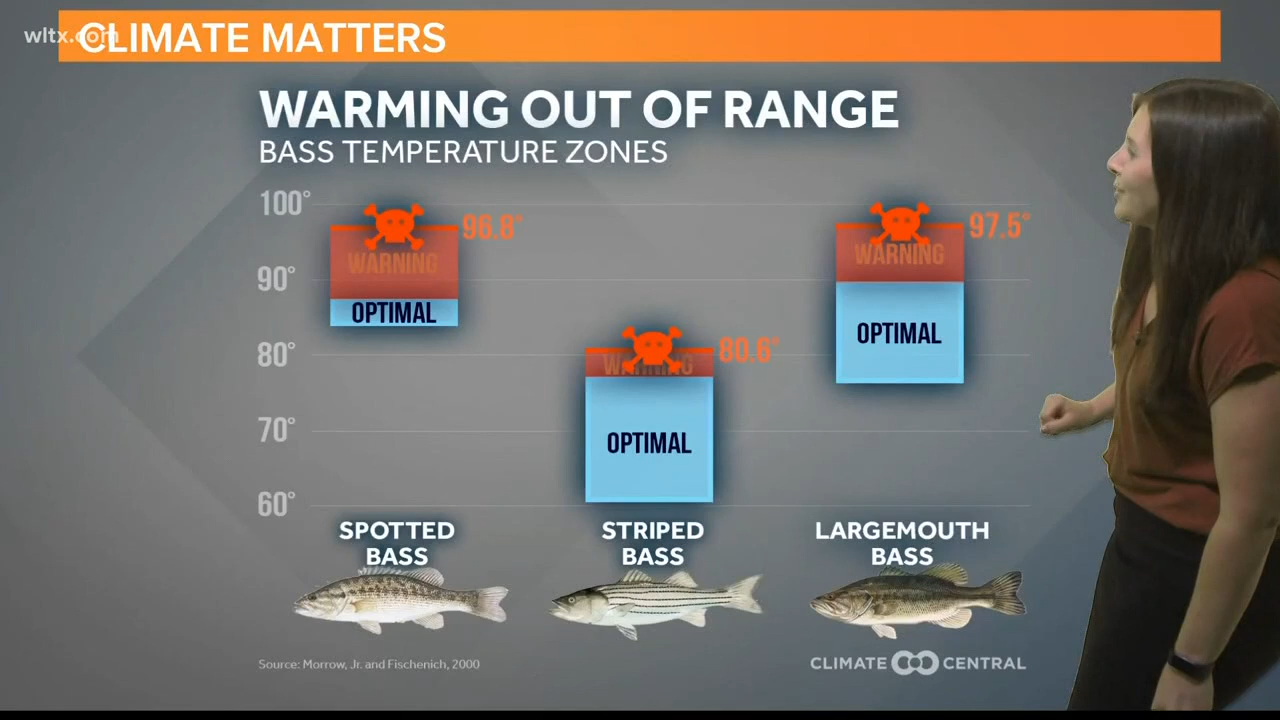 wltx.com
CLIMATE MATTERS
WARMING OUT OF RANGE
BASS TEMPERATURE ZONES
100°
90°
80°
70°
60°
96.8°
WARNING
OPTIMAL
80.6°
WARNING
OPTIMAL
97.5°
WARNING
OPTIMAL
SPOTTED
BASS
STRIPED
BASS
LARGEMOUTH
BASS
Source: Morrow, Jr. and Fischenich, 2000
CLIMATE CENTRAL